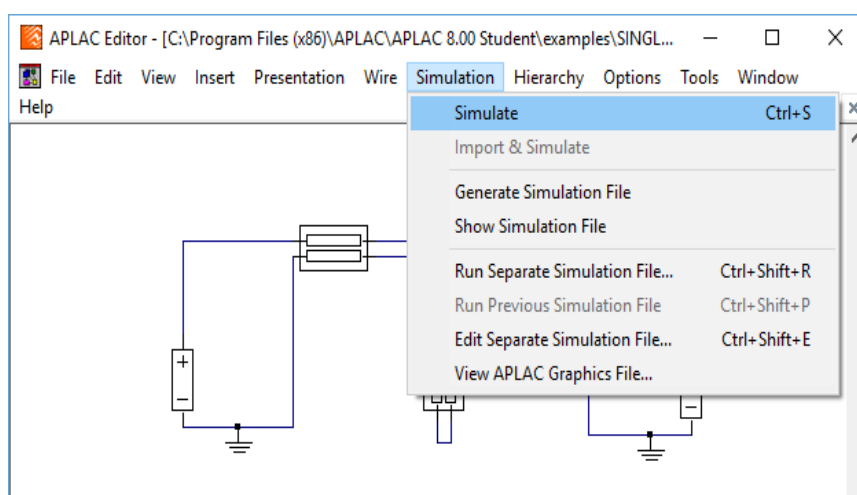 APLAC Editor - [C:\Program Files (x86)\APLAC\APLAC 8.00 Student\examples\SINGL...
File Edit View Insert Presentation Wire Simulation Hierarchy Options Tools Window
Help
Simulate Ctrl+S
Import & Simulate
Generate Simulation File
Show Simulation File
Run Separate Simulation File... Ctrl+Shift+R
Run Previous Simulation File Ctrl+Shift+P
Edit Separate Simulation File... Ctrl+Shift+E
View APLAC Graphics File...
+
-
-